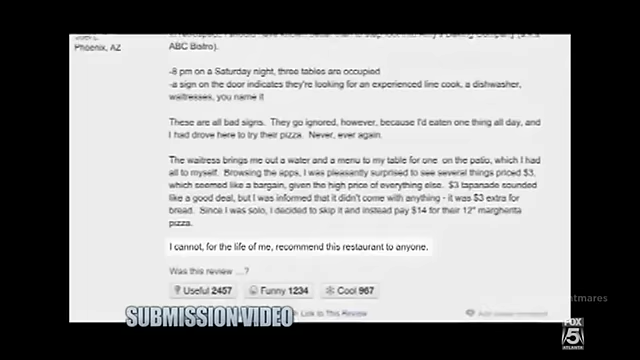 Phoenix, AZ
ABC Bistro).
-8 pm on a Saturday night, three tables are occupied
-a sign on the door indicates they're looking for an experienced line cook, a dishwasher,
waitresses, you name it
These are all bad signs. They go ignored, however, because I'd eaten one thing all day, and
I had drove here to try their pizza. Never, ever again.
The waitress brings me out a water and a menu to my table for one on the patio, which I had
all to myself. Browsing the apps, I was pleasantly surprised to see several things priced $3,
which seemed like a bargain, given the high price of everything else. $3 tapanade sounded
like a good deal, but I was informed that it didn't come with anything - it was $3 extra for
bread. Since I was solo, I decided to skip it and instead pay $14 for their 12" margherita
pizza.
I cannot, for the life of me, recommend this restaurant to anyone.
Was this review ...?
Useful 2457 Funny 1234 Cool 967
Link to This Review
tmares
SUBMISSION VIDEO
FOX
5
ATLANTA